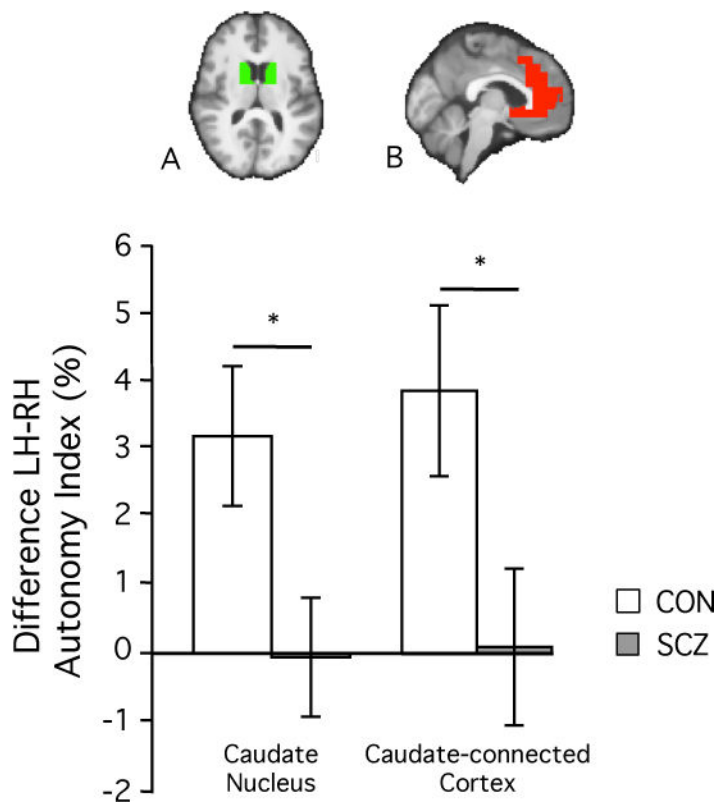 A
B
6
5
4
3
2
1
0
-1
-2
Difference LH-RH
Autonomy Index (%)
*
*
Caudate
Nucleus
Caudate-connected
Cortex
CON
SCZ